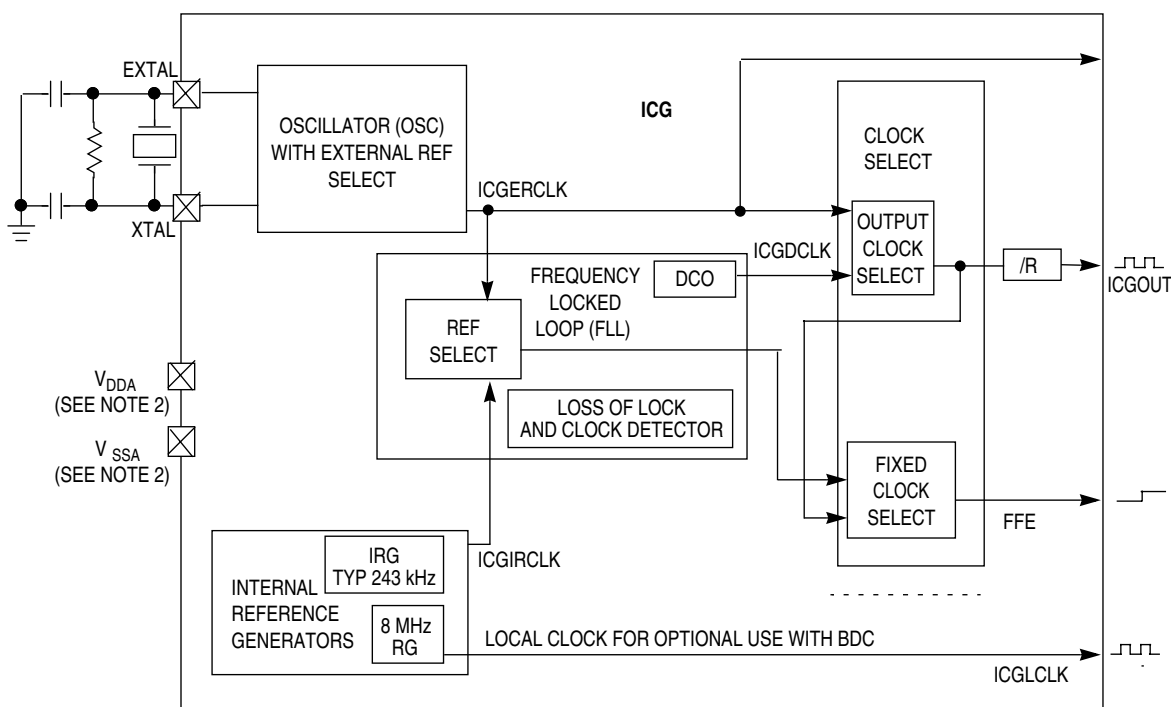 EXTAL
XTAL
OSCILLATOR (OSC)
WITH EXTERNAL REF
SELECT
ICG
ICGERCLK
CLOCK
SELECT
OUTPUT
CLOCK
SELECT
/R
ICGOUT
ICGDCLK
DCO
FREQUENCY
LOCKED
LOOP (FLL)
REF
SELECT
LOSS OF LOCK
AND CLOCK DETECTOR
VDDA
(SEE NOTE 2)
V SSA
(SEE NOTE 2)
FIXED
CLOCK
SELECT
FFE
ICGIRCLK
IRG
TYP 243 kHz
INTERNAL
REFERENCE
GENERATORS
8 MHz
RG
LOCAL CLOCK FOR OPTIONAL USE WITH BDC
ICGLCLK